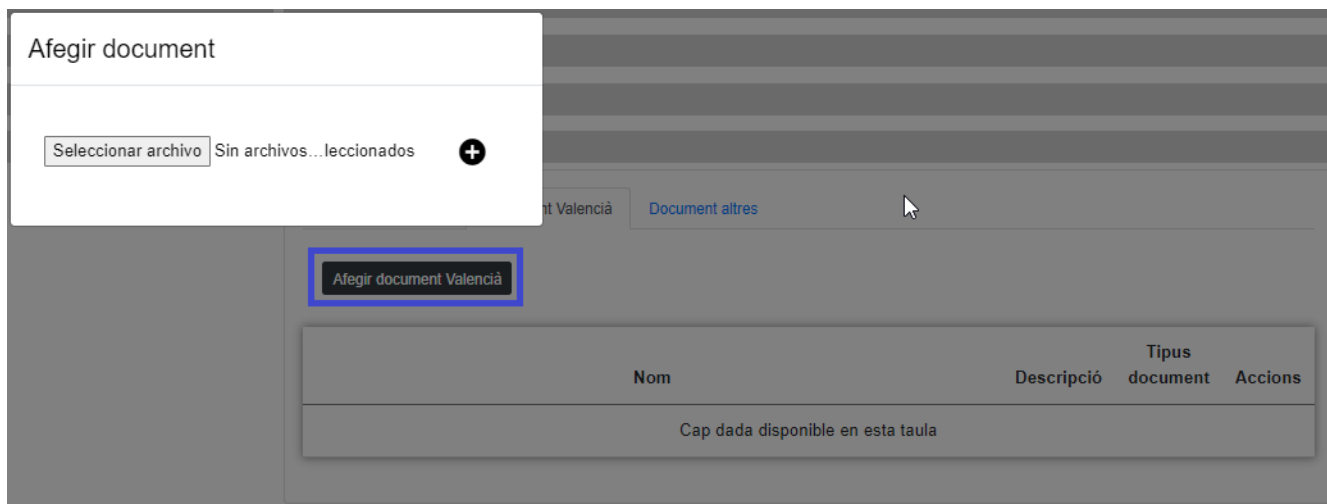 Afegir document
Seleccionar archivo Sin archivos...leccionados
nt Valencià Document altres
Afegir document Valencià
Nom Descripció Tipus document Accions
Cap dada disponible en esta taula